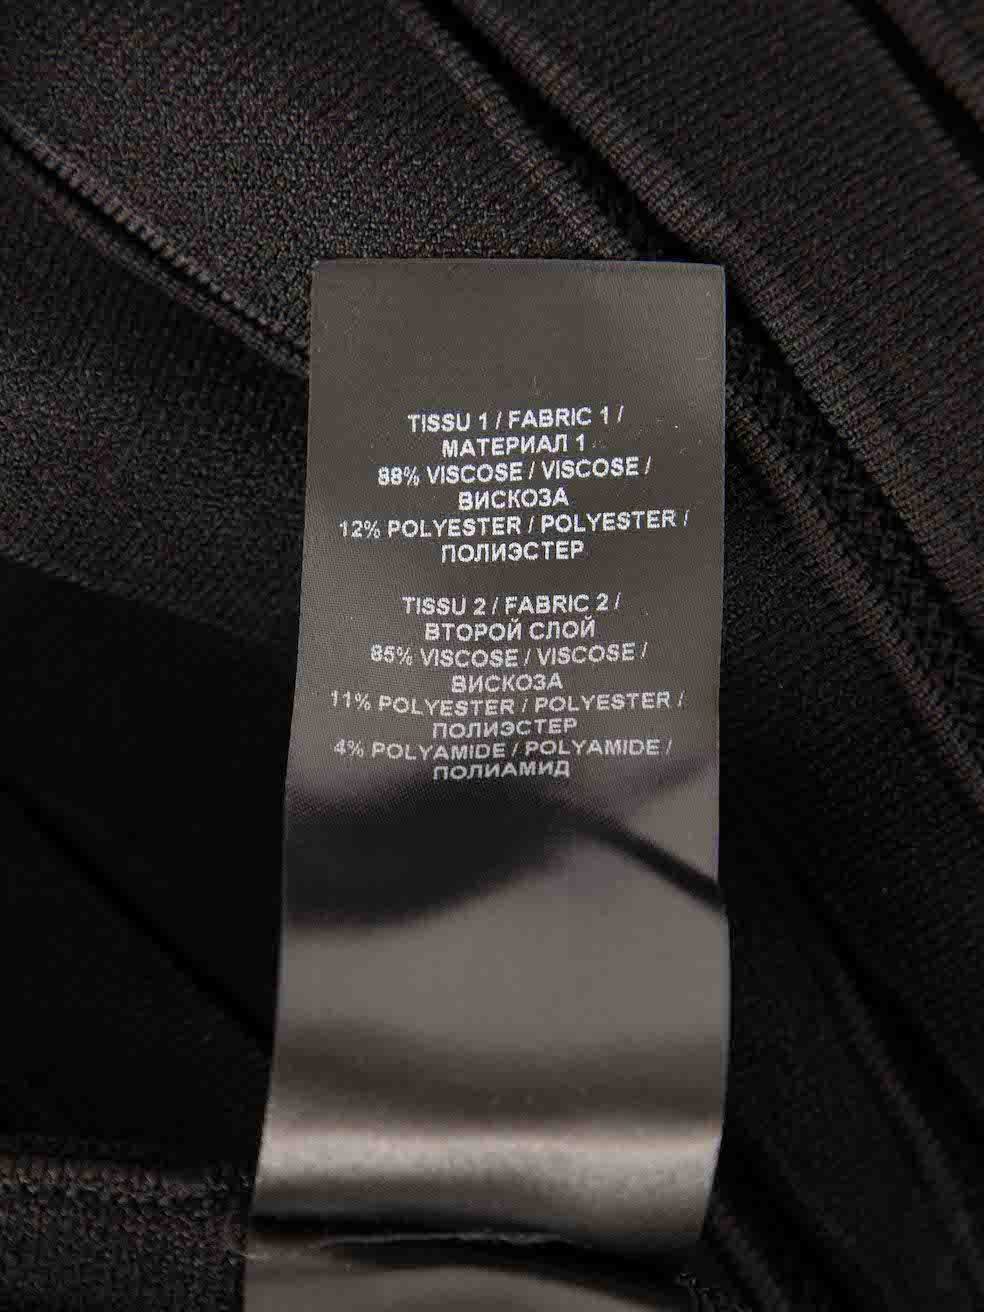 TISSU 1 / FABRIC 1 /
МАТЕРИАЛ 1
88% VISCOSE / VISCOSE /
ВИСКОЗА
12% POLYESTER / POLYESTER /
ПОЛИЭСТЕР
TISSU 2 / FABRIC 2 /
ВТОРОЙ СЛОЙ
85% VISCOSE / VISCOSE /
ВИСКОЗА
11% POLYESTER / POLYESTER /
ПОЛИЭСТЕР
4% POLYAMIDE / POLYAMIDE /
ПОЛИАМИД